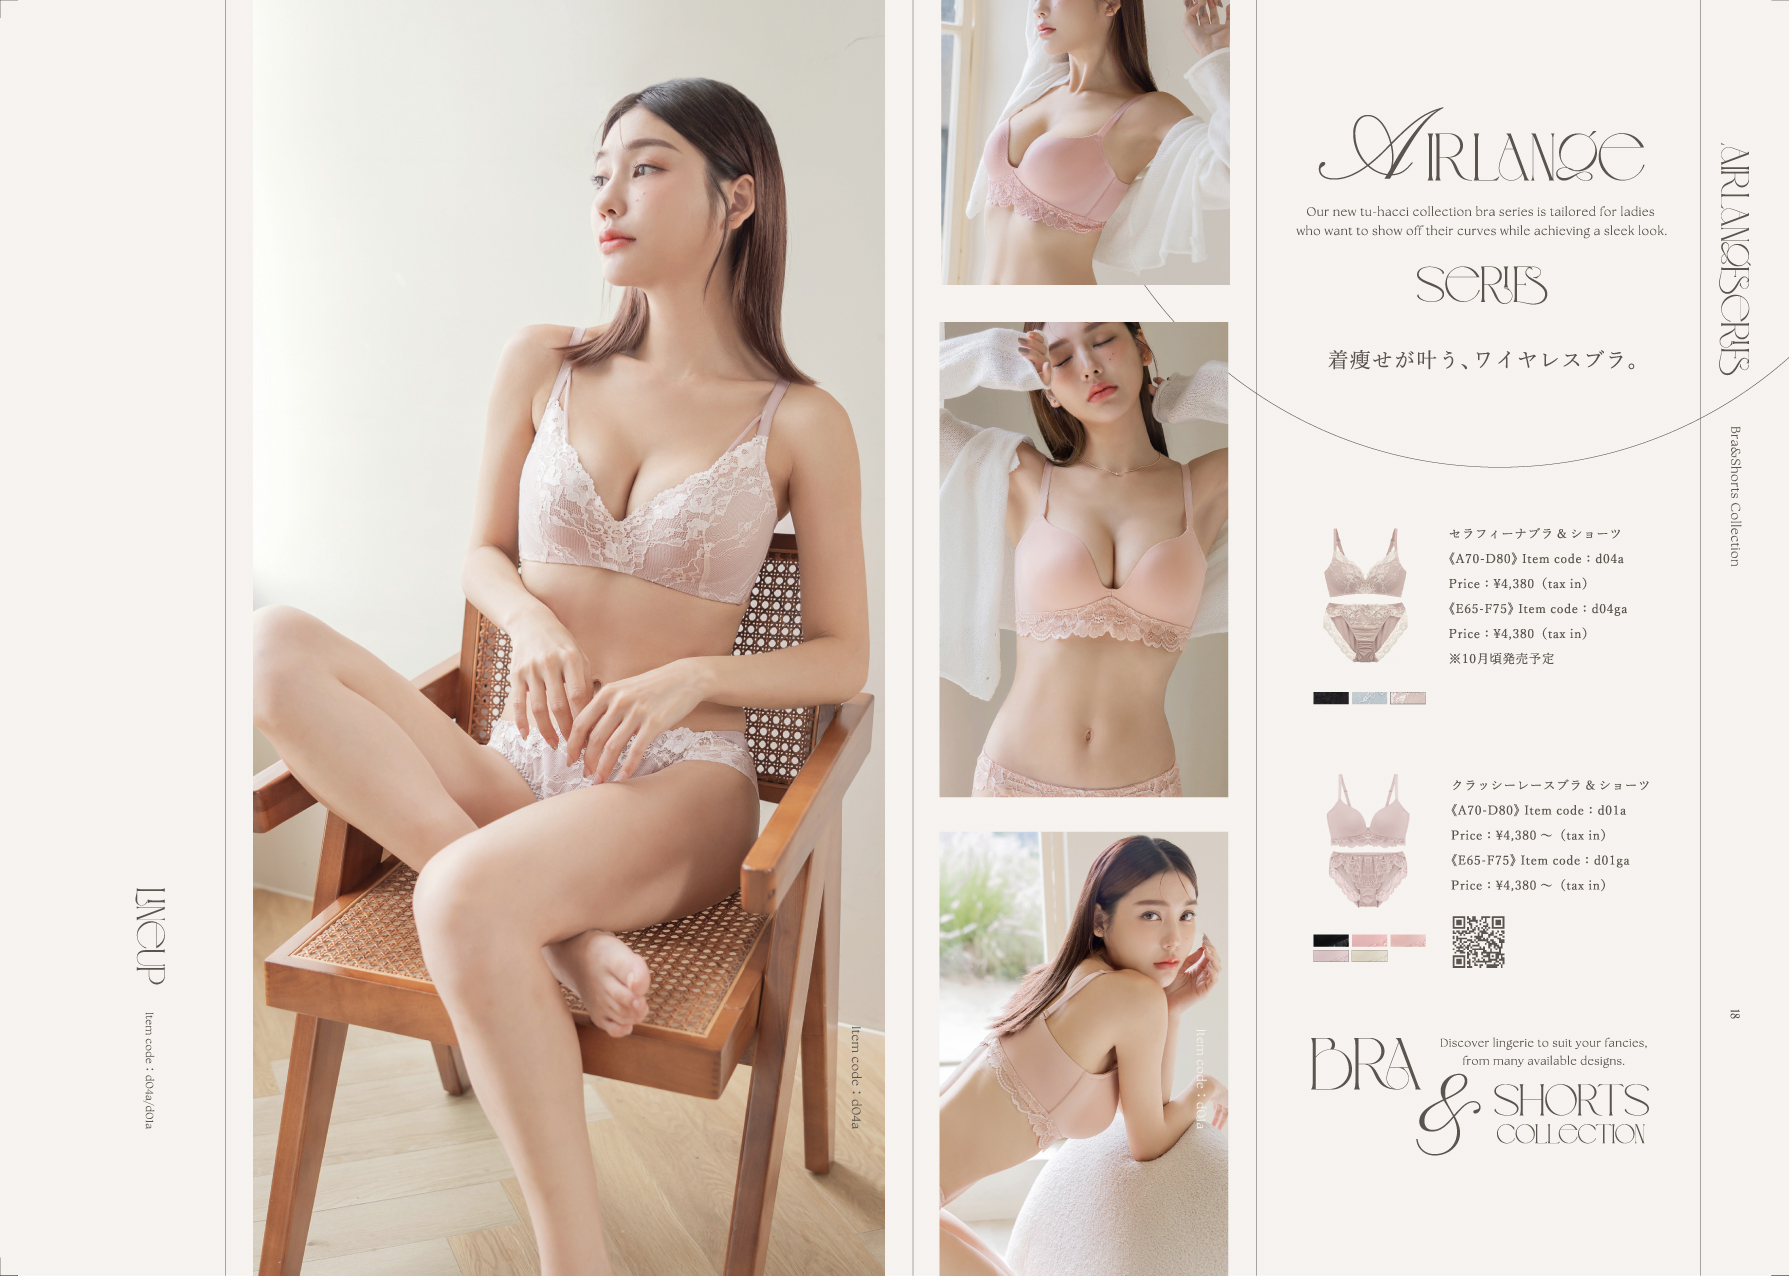 LINEUP
Item code：d04a/d01a
Item code：d04a
Item code：d01a
AIRLANGE
Our new tu-hacci collection bra series is tailored for ladies
who want to show off their curves while achieving a sleek look.
SERIES
着痩せが叶う、ワイヤレスブラ。
セラフィーナブラ & ショーツ
《A70-D80》 Item code：d04a
Price：¥4,380（tax in）
《E65-F75》 Item code：d04ga
Price：¥4,380（tax in）
※10月頃発売予定
クラッシーレースブラ & ショーツ
《A70-D80》 Item code：d01a
Price：¥4,380 〜（tax in）
《E65-F75》 Item code：d01ga
Price：¥4,380 〜（tax in）
BRA
Discover lingerie to suit your fancies,
from many available designs.
& SHORTS
COLLECTION
AIRLANGESERIES
Bra&Shorts Collection
18